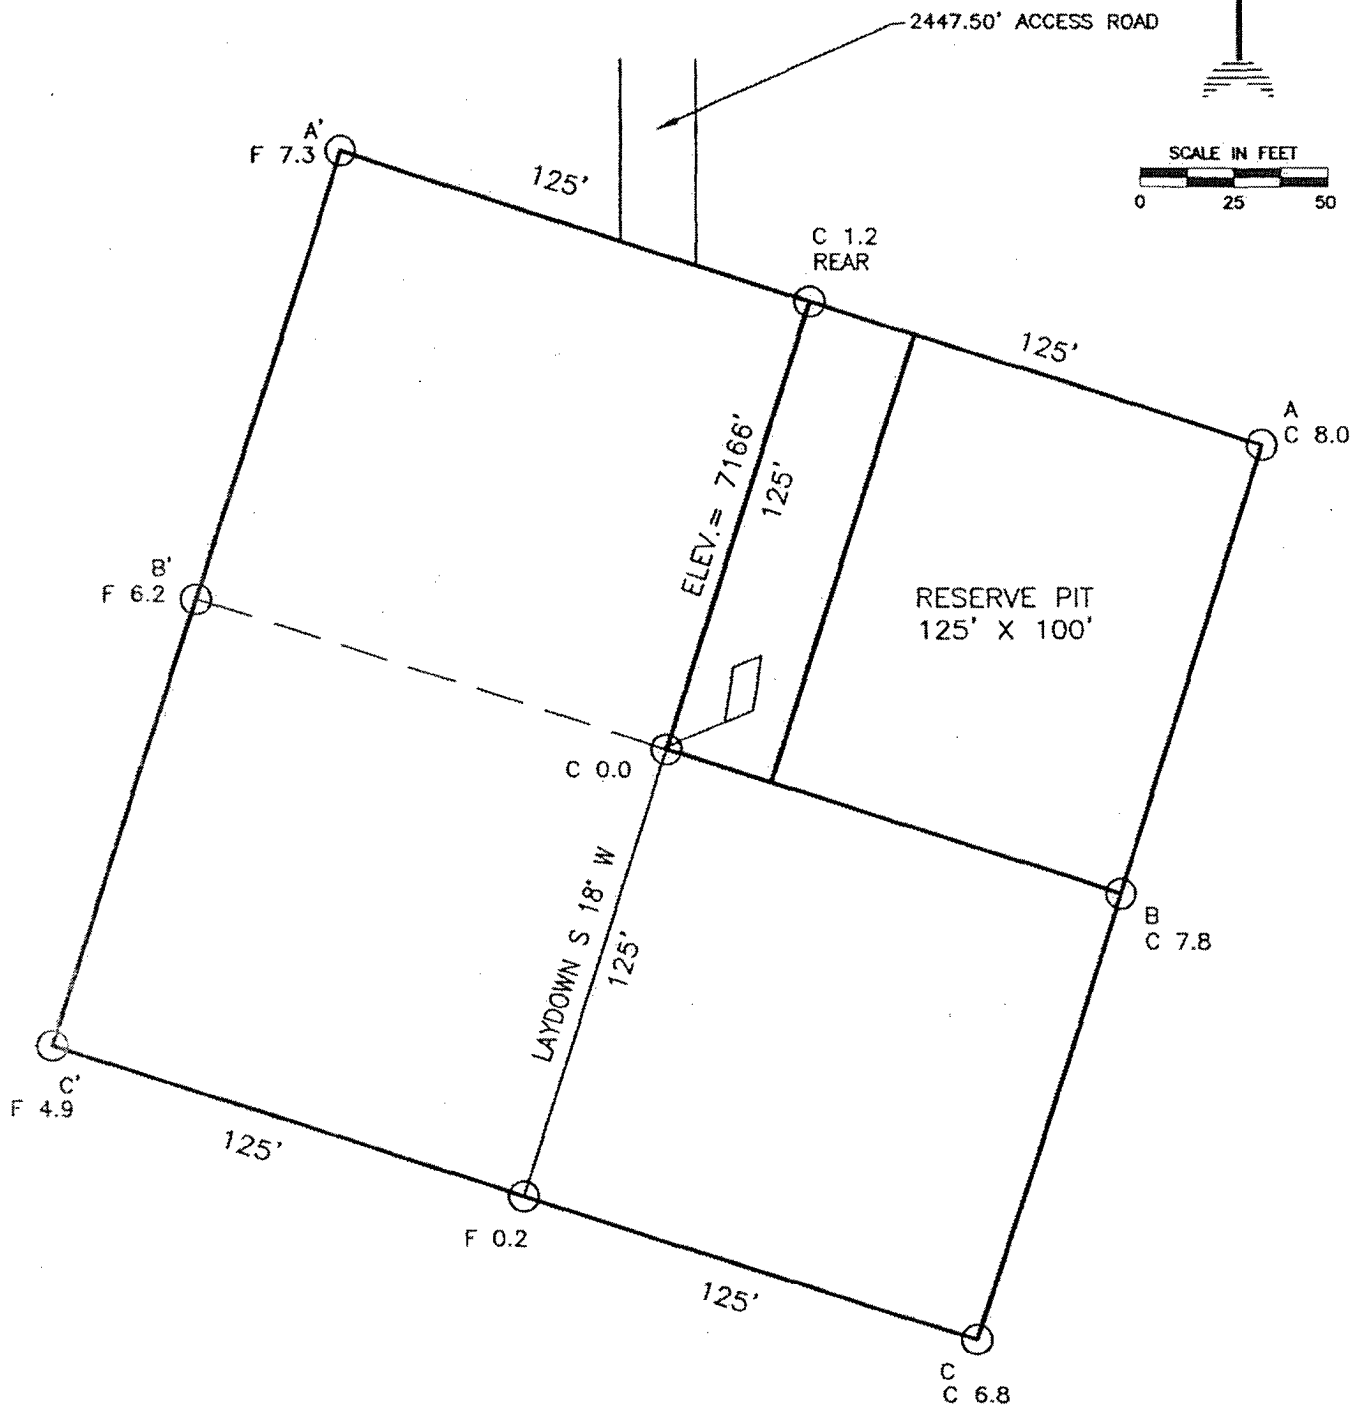 2447.50' ACCESS ROAD
A'
F 7.3
125'
SCALE IN FEET
0 25 50
C 1.2
REAR
125'
A
C 8.0
ELEV.= 7166'
125'
B'
F 6.2
RESERVE PIT
125' X 100'
C 0.0
LAYDOWN S 18° W
125'
B
C 7.8
C'
F 4.9
125'
F 0.2
125'
C
C 6.8